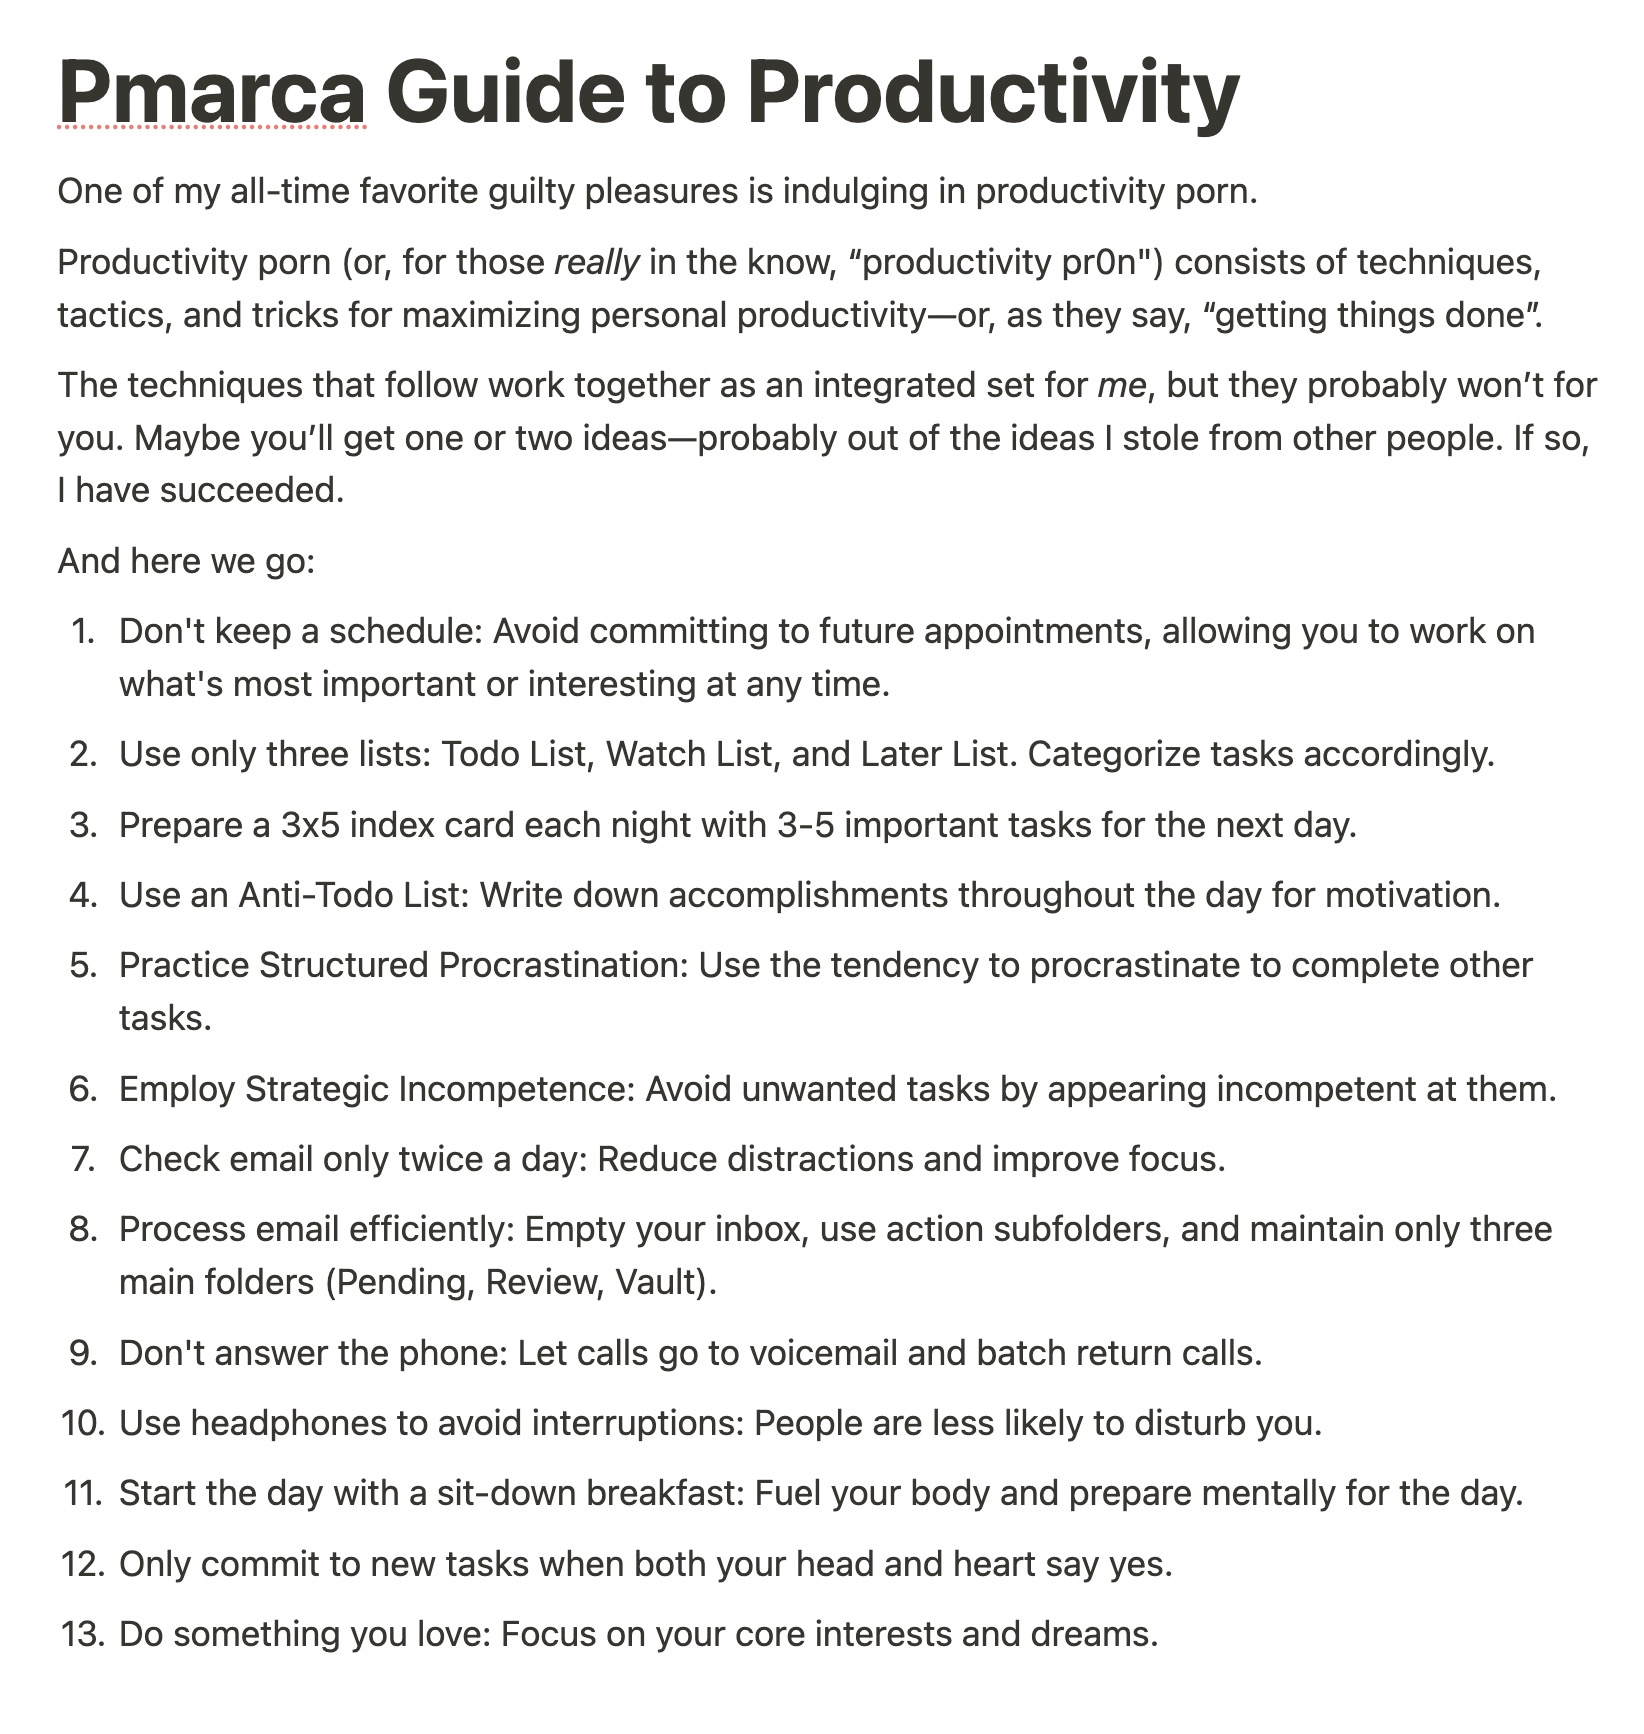 Pmarca Guide to Productivity
One of my all-time favorite guilty pleasures is indulging in productivity porn.
Productivity porn (or, for those really in the know, “productivity pr0n") consists of techniques,
tactics, and tricks for maximizing personal productivity—or, as they say, “getting things done”.
The techniques that follow work together as an integrated set for me, but they probably won’t for
you. Maybe you’ll get one or two ideas—probably out of the ideas I stole from other people. If so,
I have succeeded.
And here we go:
1. Don't keep a schedule: Avoid committing to future appointments, allowing you to work on
what's most important or interesting at any time.
2. Use only three lists: Todo List, Watch List, and Later List. Categorize tasks accordingly.
3. Prepare a 3x5 index card each night with 3-5 important tasks for the next day.
4. Use an Anti-Todo List: Write down accomplishments throughout the day for motivation.
5. Practice Structured Procrastination: Use the tendency to procrastinate to complete other
tasks.
6. Employ Strategic Incompetence: Avoid unwanted tasks by appearing incompetent at them.
7. Check email only twice a day: Reduce distractions and improve focus.
8. Process email efficiently: Empty your inbox, use action subfolders, and maintain only three
main folders (Pending, Review, Vault).
9. Don't answer the phone: Let calls go to voicemail and batch return calls.
10. Use headphones to avoid interruptions: People are less likely to disturb you.
11. Start the day with a sit-down breakfast: Fuel your body and prepare mentally for the day.
12. Only commit to new tasks when both your head and heart say yes.
13. Do something you love: Focus on your core interests and dreams.